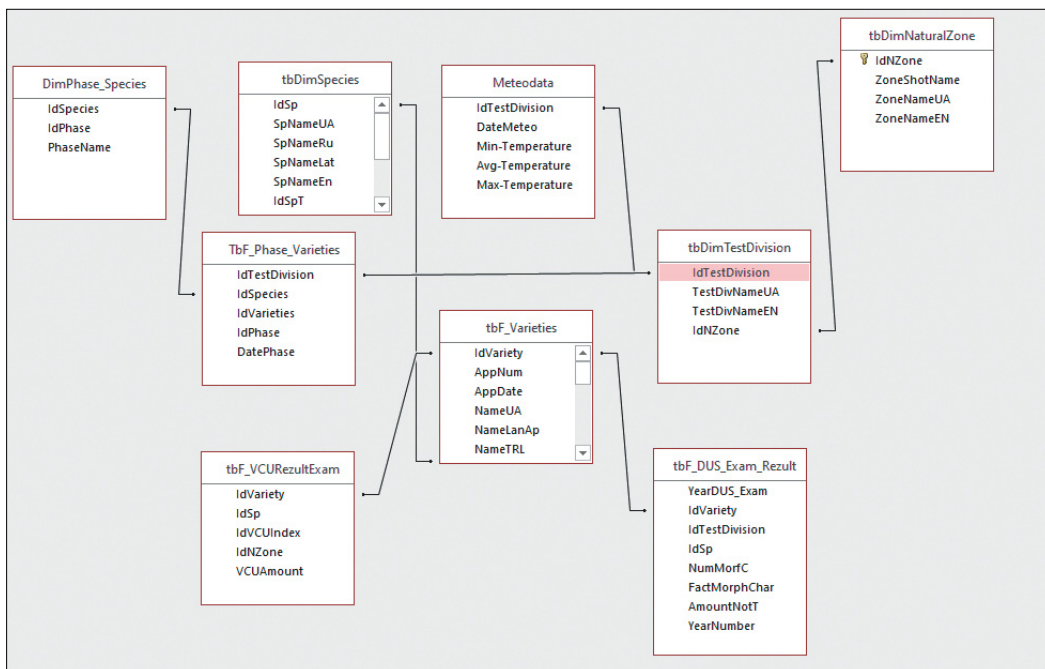 DimPhase_Species
IdSpecies
IdPhase
PhaseName
tbDimSpecies
IdSp
SpNameUA
SpNameRu
SpNameLat
SpNameEn
IdSpT
Meteodata
IdTestDivision
DateMeteo
Min-Temperature
Avg-Temperature
Max-Temperature
tbDimNaturalZone
IdNZone
ZoneShotName
ZoneNameUA
ZoneNameEN
TbF_Phase_Varieties
IdTestDivision
IdSpecies
IdVarieties
IdPhase
DatePhase
tbDimTestDivision
IdTestDivision
TestDivNameUA
TestDivNameEN
IdNZone
tbF_Varieties
IdVariety
AppNum
AppDate
NameUA
NameLanAp
NameTRL
tbF_VCURezultExam
IdVariety
IdSp
IdVCUIndex
IdNZone
VCUAmount
tbF_DUS_Exam_Rezult
YearDUS_Exam
IdVariety
IdTestDivision
IdSp
NumMorfC
FactMorphChar
AmountNotT
YearNumber